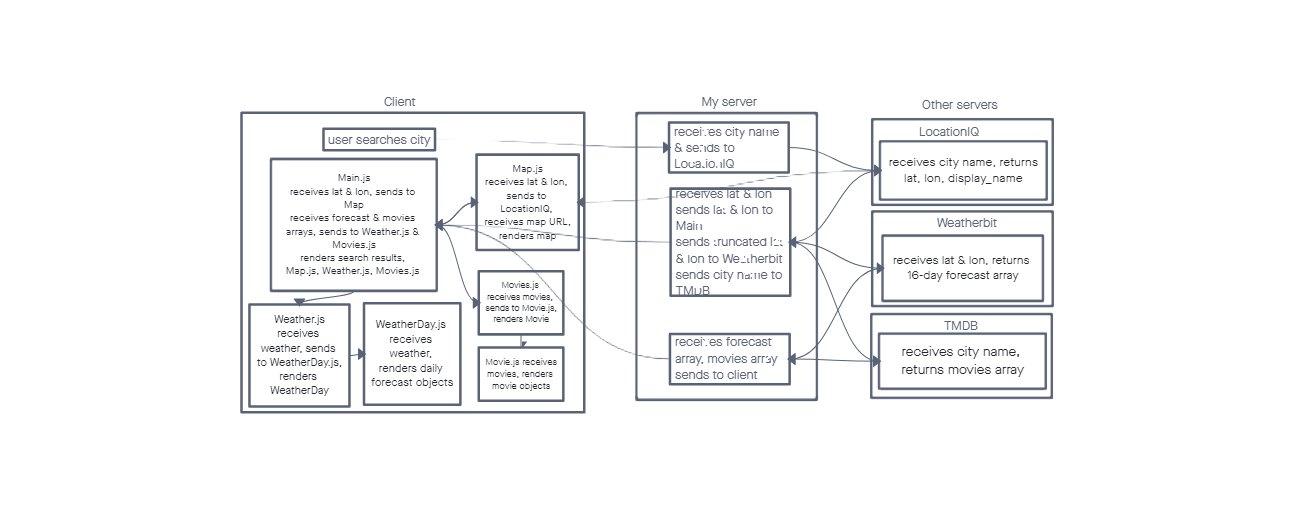 Client
My server
Other servers
user searches city
Main.js
receives lat & lon, sends to
Map
receives forecast & movies
arrays, sends to Weather.js &
Movies.js
renders search results,
Map.js, Weather.js, Movies.js
Map.js
receives lat & lon,
sends to
LocationIQ,
receives map URL,
renders map
Movies.js
receives movies,
sends to Movie.js,
renders Movie
Movie.js receives
movies, renders
movie objects
Weather.js
receives
weather, sends
to WeatherDay.js,
renders
WeatherDay
WeatherDay.js
receives
weather,
renders daily
forecast objects
receives city name
& sends to
LocationIQ
receives lat & lon
sends lat & lon to
Main
sends truncated lat
& lon to Weatherbit
sends city name to
TMDB
receives forecast
array, movies array
sends to client
LocationIQ
receives city name, returns
lat, lon, display_name
Weatherbit
receives lat & lon, returns
16-day forecast array
TMDB
receives city name,
returns movies array